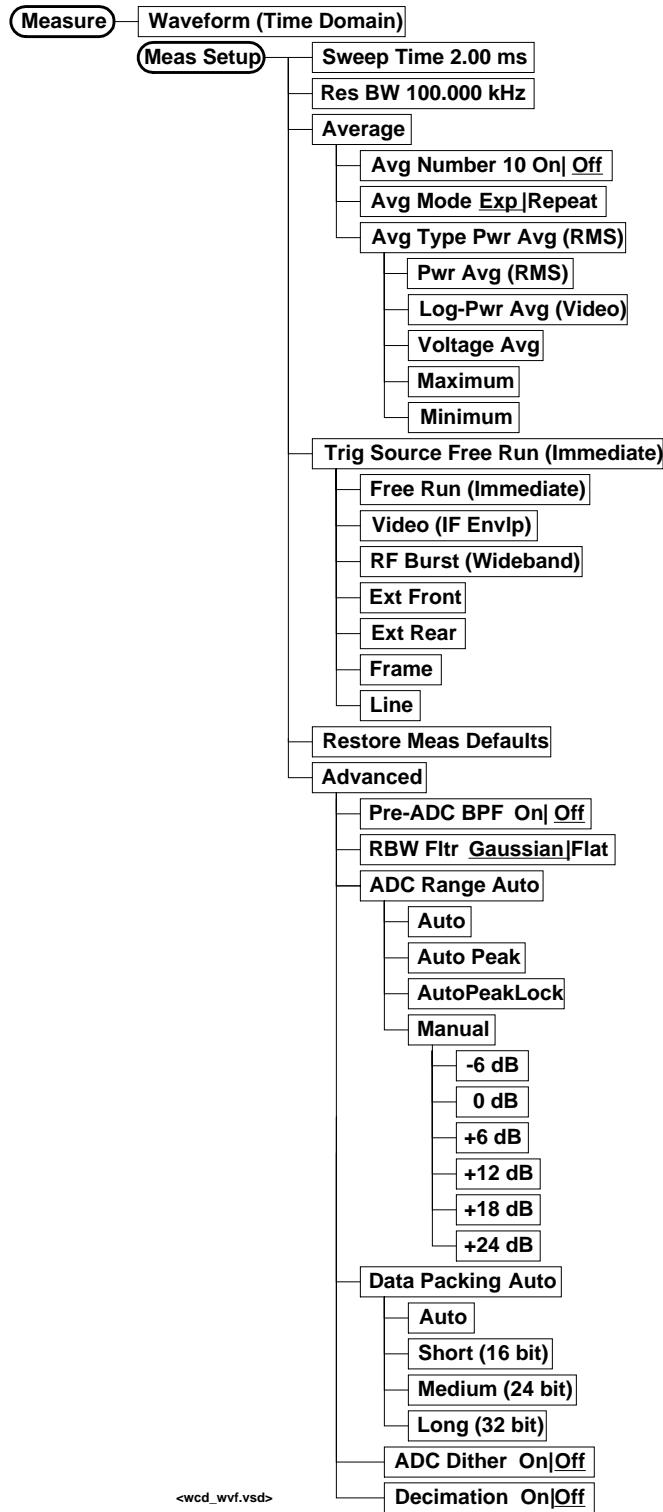 Measure
Waveform (Time Domain)
Meas Setup
Sweep Time 2.00 ms
Res BW 100.000 kHz
Average
Avg Number 10 On| Off
Avg Mode Exp |Repeat
Avg Type Pwr Avg (RMS)
Pwr Avg (RMS)
Log-Pwr Avg (Video)
Voltage Avg
Maximum
Minimum
Trig Source Free Run (Immediate)
Free Run (Immediate)
Video (IF Envlp)
RF Burst (Wideband)
Ext Front
Ext Rear
Frame
Line
Restore Meas Defaults
Advanced
Pre-ADC BPF On| Off
RBW Fltr Gaussian|Flat
ADC Range Auto
Auto
Auto Peak
AutoPeakLock
Manual
-6 dB
0 dB
+6 dB
+12 dB
+18 dB
+24 dB
Data Packing Auto
Auto
Short (16 bit)
Medium (24 bit)
Long (32 bit)
ADC Dither On|Off
Decimation On|Off
<wcd_wvf.vsd>